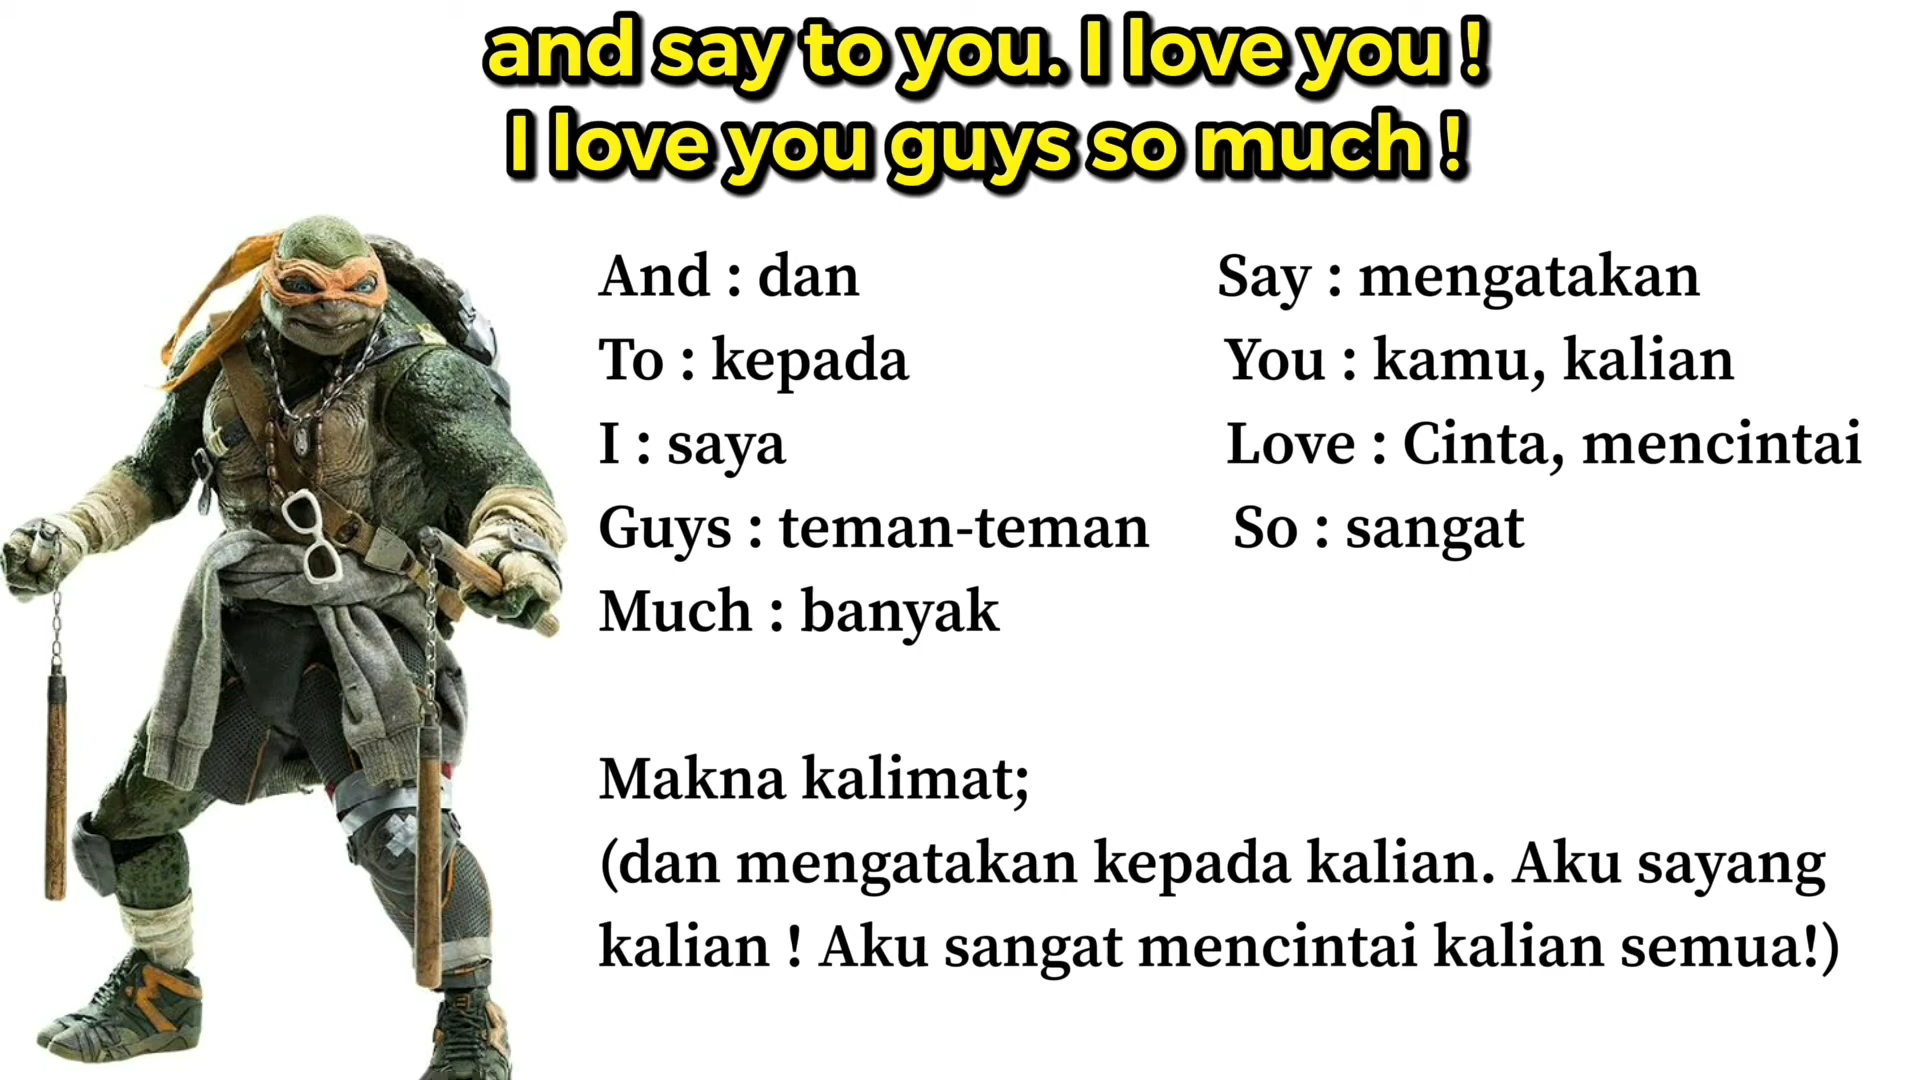 and say to you. I love you !
I love you guys so much !
And : dan
Say : mengatakan
To : kepada
You : kamu, kalian
I : saya
Love : Cinta, mencintai
Guys : teman-teman
So : sangat
Much : banyak
Makna kalimat;
(dan mengatakan kepada kalian. Aku sayang
kalian ! Aku sangat mencintai kalian semua!)